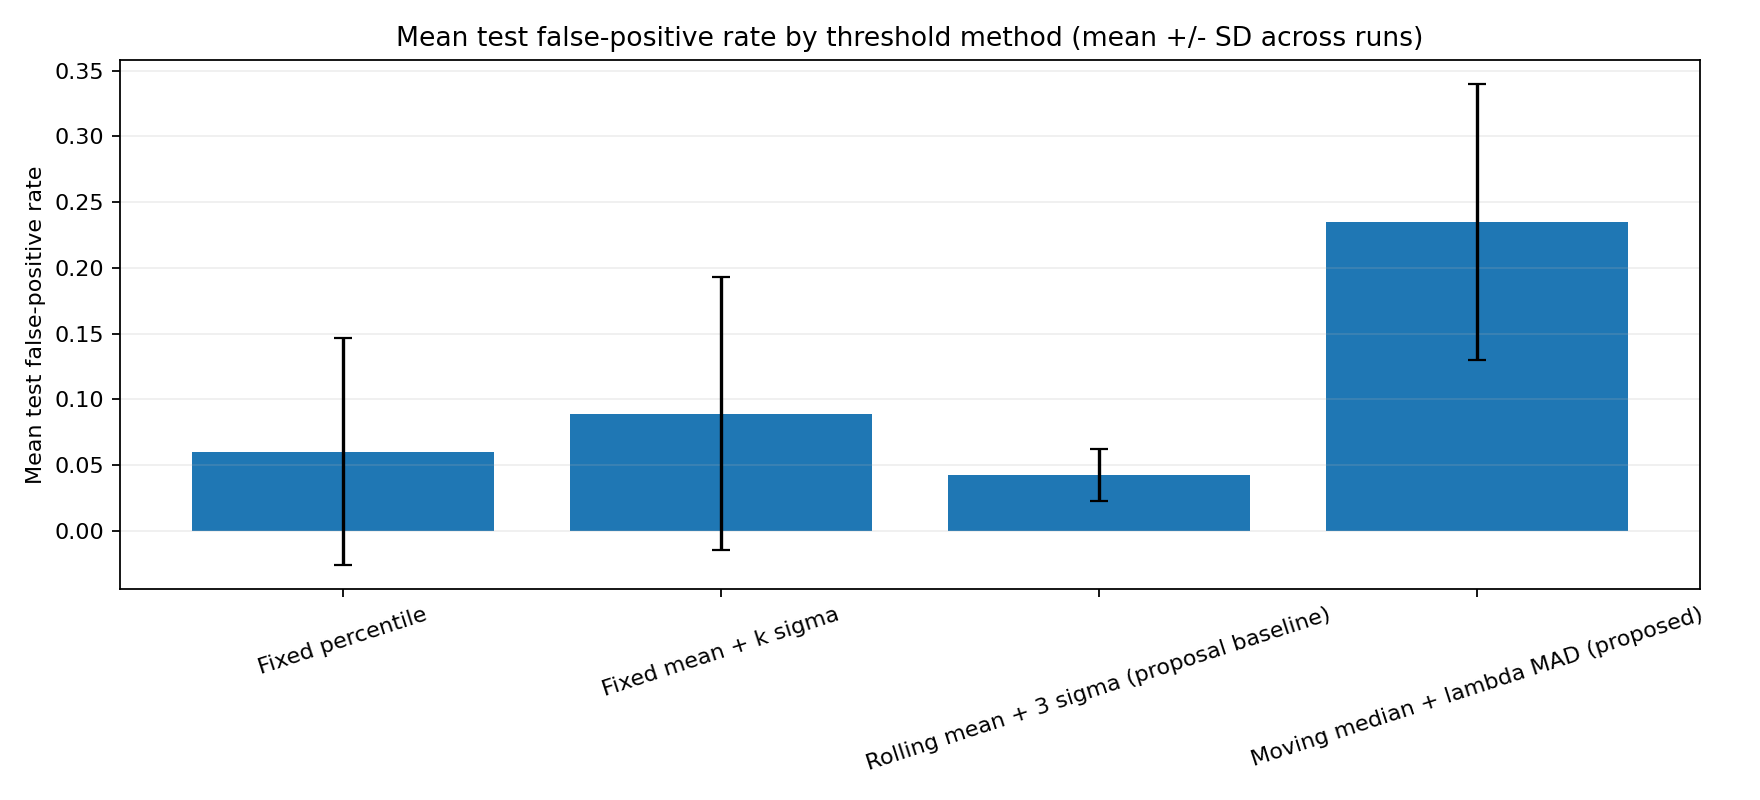 Mean test false-positive rate by threshold method (mean +/- SD across runs)
Mean test false-positive rate
0.35
0.30
0.25
0.20
0.15
0.10
0.05
0.00
Fixed percentile
Fixed mean + k sigma
Rolling mean + 3 sigma (proposal baseline)
Moving median + lambda MAD (proposed)